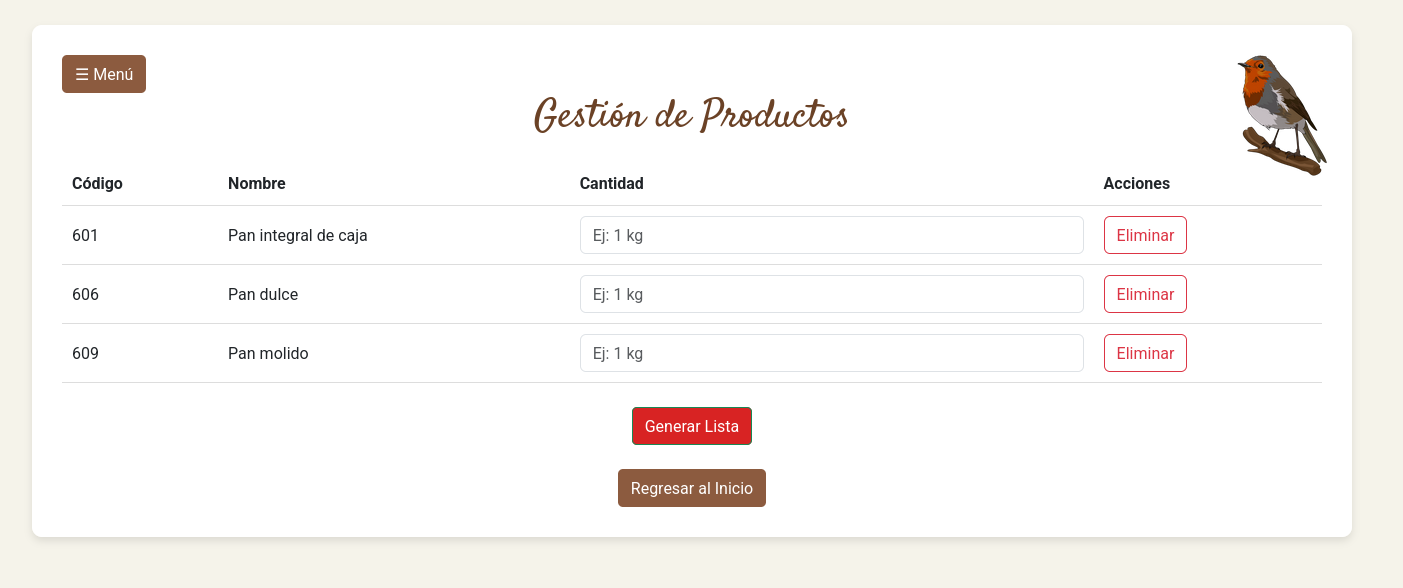 ☰ Menú
Gestión de Productos
Código Nombre Cantidad Acciones
601 Pan integral de caja Ej: 1 kg Eliminar
606 Pan dulce Ej: 1 kg Eliminar
609 Pan molido Ej: 1 kg Eliminar
Generar Lista
Regresar al Inicio